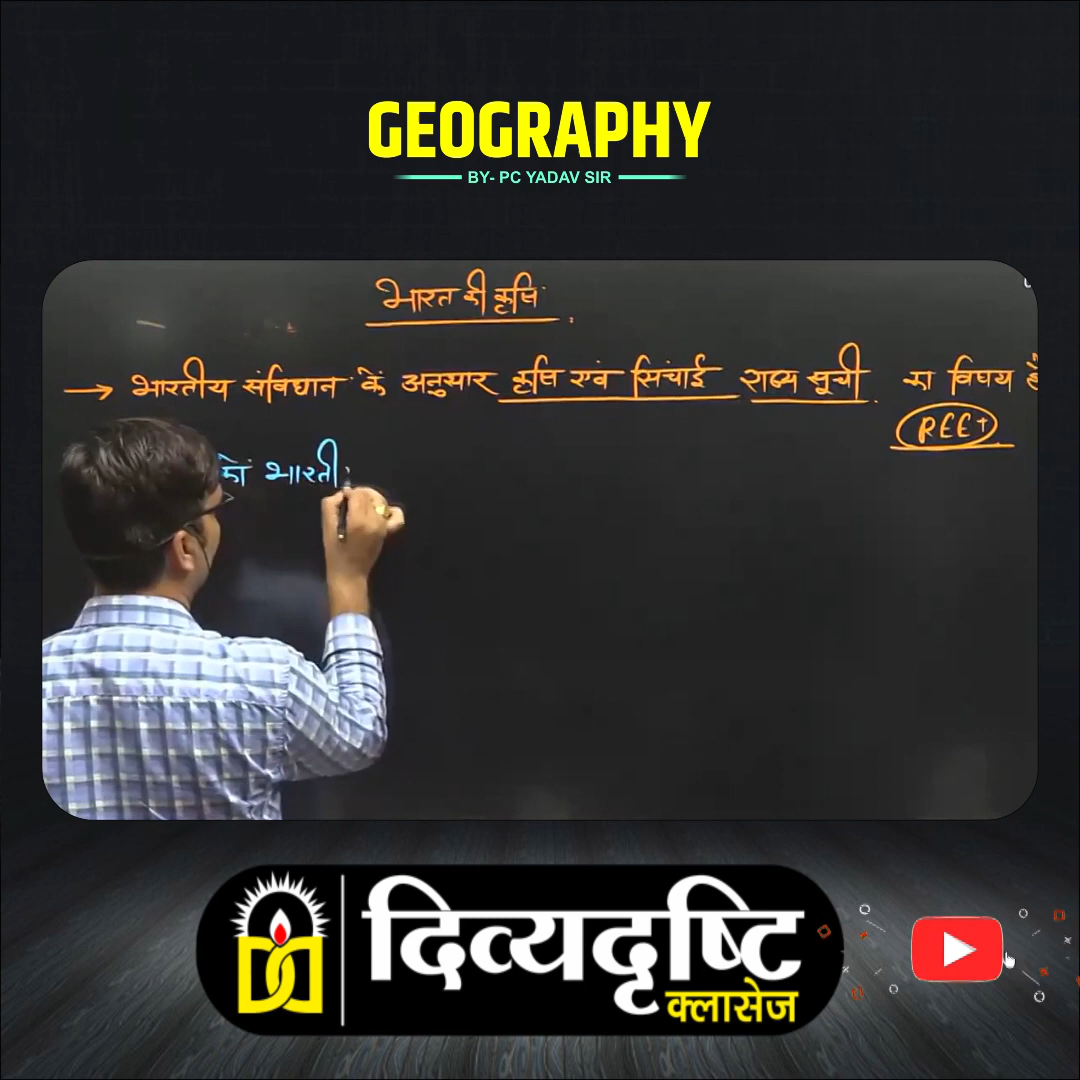 GEOGRAPHY
BY- PC YADAV SIR
भारत की कृषि
→ भारतीय संविधान के अनुसार कृषि एवं सिंचाई राज्य सूची का विषय है
REET
को भारती
दिव्यदृष्टि
क्लासेज